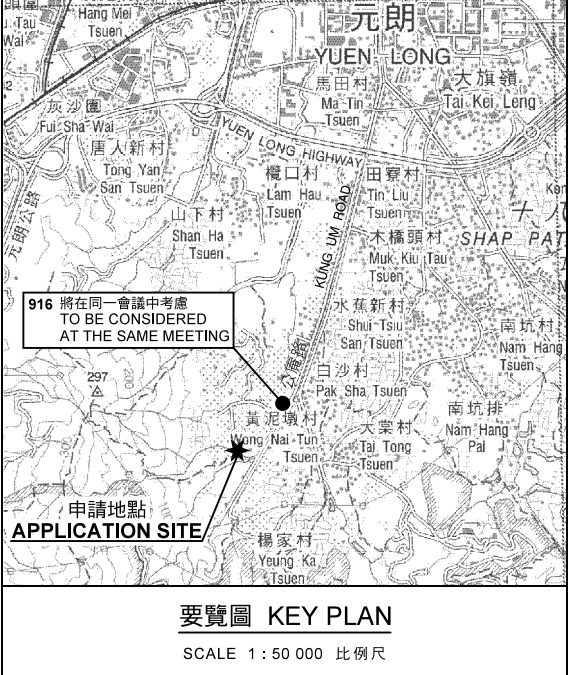 頭圍
Tau
Wai
Hang Mei
Tsuen
元朗
YUEN LONG
馬田村
Ma Tin
Tsuen
大旗嶺
Tai Kei Leng
灰沙圍
Fui Sha Wai
唐人新村
Tong Yan
San Tsuen
YUEN LONG HIGHWAY
欖口村
Lam Hau
Tsuen
田寮村
Tin Liu
Tsuen
元朗公路
山下村
Shan Ha
Tsuen
KUNG UM ROAD
木橋頭村
Muk Kiu Tau
Tsuen
十八
SHAP PAT
916 將在同一會議中考慮
TO BE CONSIDERED
AT THE SAME MEETING
水蕉新村
Shui Tsiu
San Tsuen
南坑村
Nam Hang
Tsuen
公庵路
白沙村
Pak Sha Tsuen
297
黃泥墩村
Wong Nai Tun
Tsuen
大棠村
Tai Tong
Tsuen
南坑排
Nam Hang
Pai
申請地點
APPLICATION SITE
楊家村
Yeung Ka
Tsuen
要覽圖 KEY PLAN
SCALE 1 : 50 000 比例尺